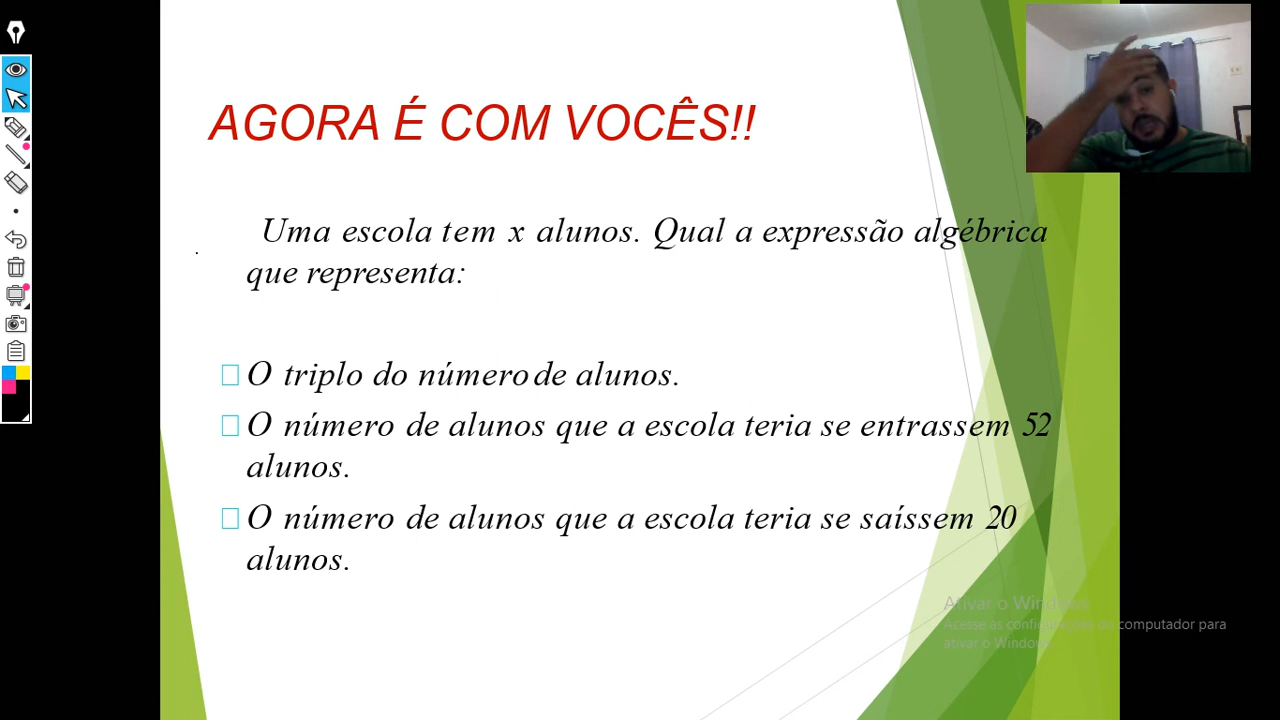 AGORA É COM VOCÊS!!
Uma escola tem x alunos. Qual a expressão algébrica
que representa:
O triplo do número de alunos.
O número de alunos que a escola teria se entrassem 52
alunos.
O número de alunos que a escola teria se saíssem 20
alunos.
Ativar o Windows
Acesse as configurações do computador para
ativar o Windows.